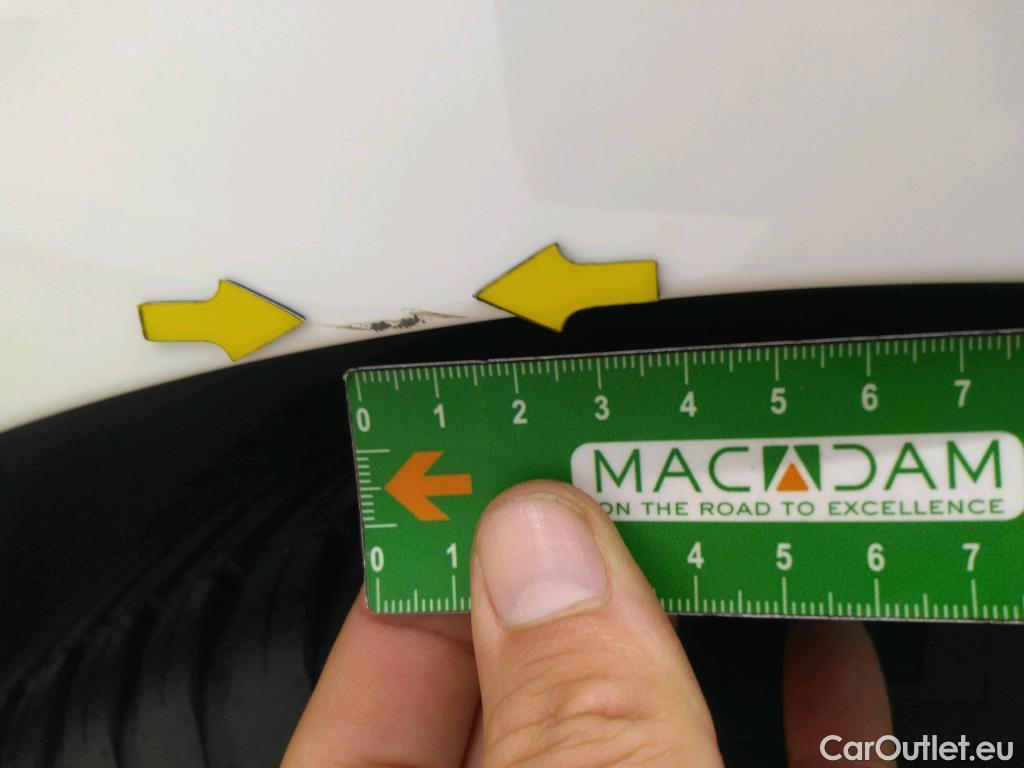 0 1 2 3 4 5 6 7
MACADAM
ON THE ROAD TO EXCELLENCE
0 1 4 5 6 7
CarOutlet.eu